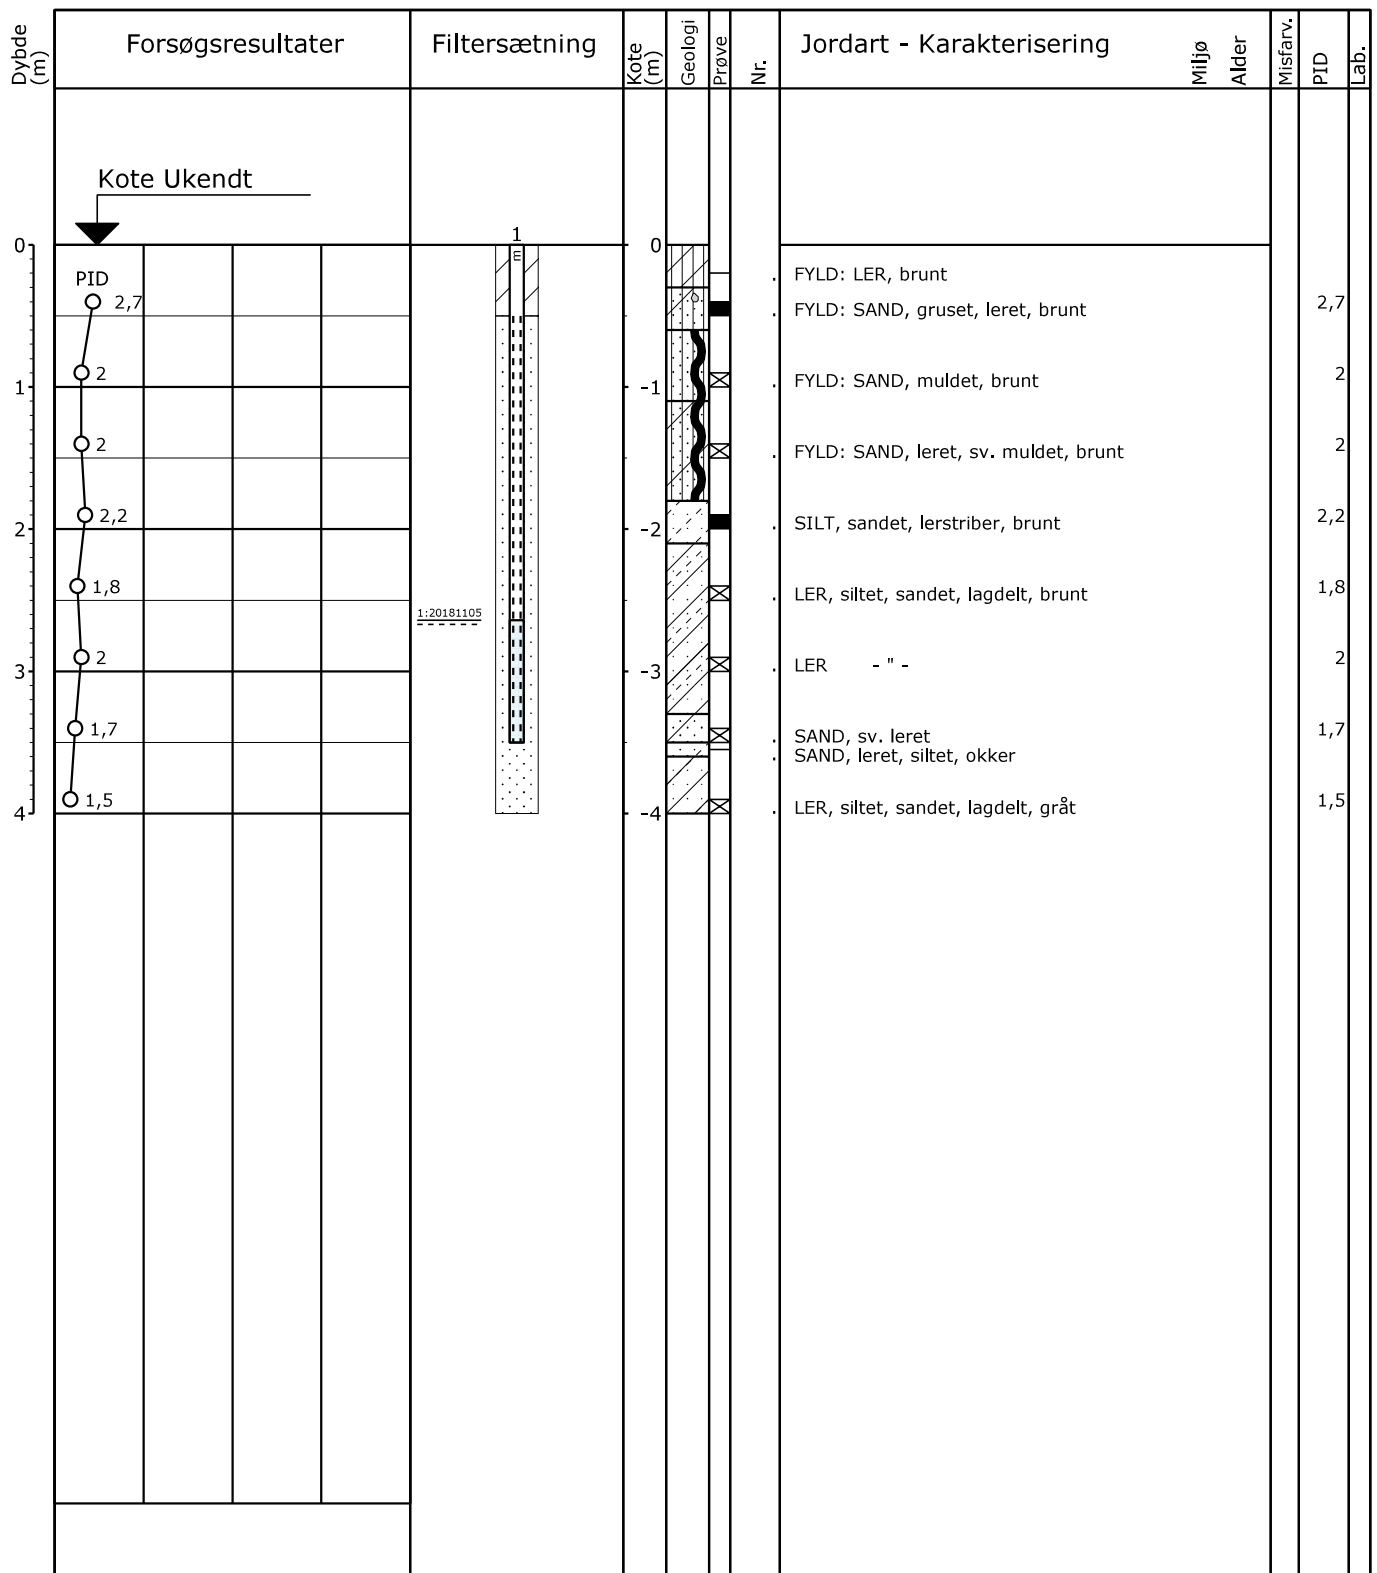 Dybde (m) Forsøgsresultater Filtersætning Kote (m) Geologi Prøve Nr. Jordart - Karakterisering Miljø Alder Misfarv. PID Lab.
Kote Ukendt
0 1 0
m
PID FYLD: LER, brunt
2,7 FYLD: SAND, gruset, leret, brunt 2,7
2 FYLD: SAND, muldet, brunt 2
1 -1
2 FYLD: SAND, leret, sv. muldet, brunt 2
2,2 SILT, sandet, lerstriber, brunt 2,2
2 -2
1,8 LER, siltet, sandet, lagdelt, brunt 1,8
1:20181105
2 LER - " - 2
3 -3
1,7 SAND, sv. leret 1,7
SAND, leret, siltet, okker
1,5 LER, siltet, sandet, lagdelt, gråt 1,5
4 -4